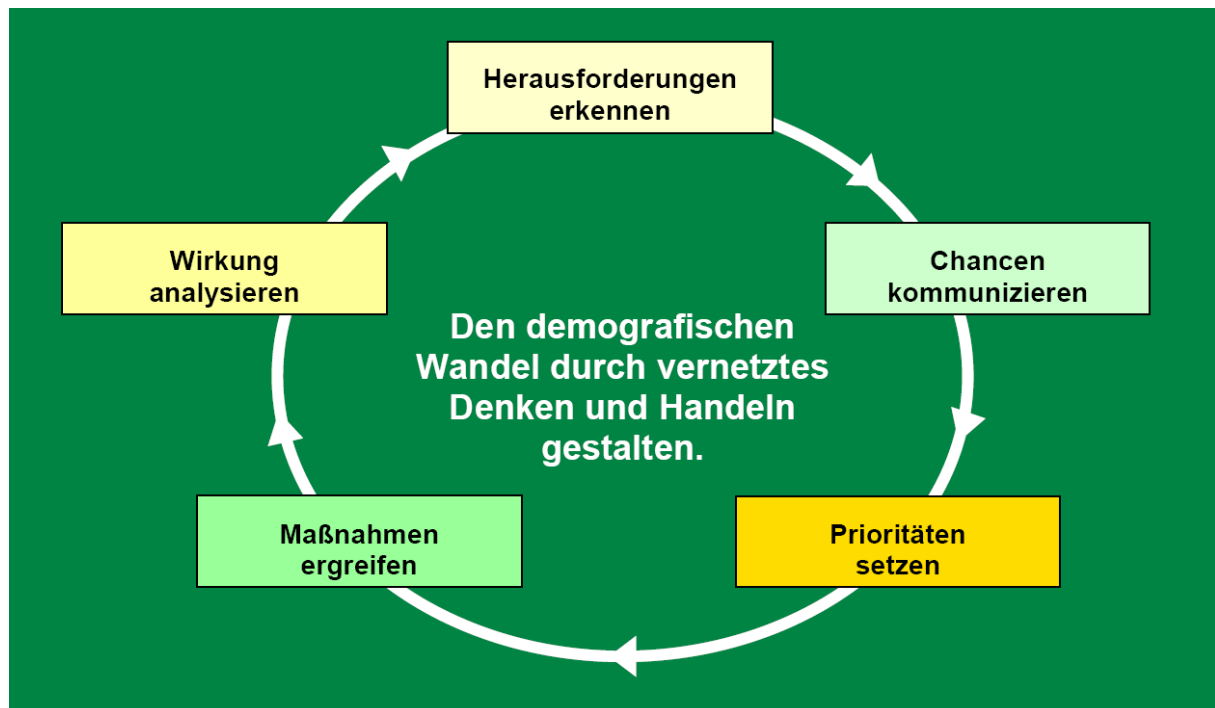 Herausforderungen
erkennen
Chancen
kommunizieren
Prioritäten
setzen
Maßnahmen
ergreifen
Wirkung
analysieren
Den demografischen
Wandel durch vernetztes
Denken und Handeln
gestalten.